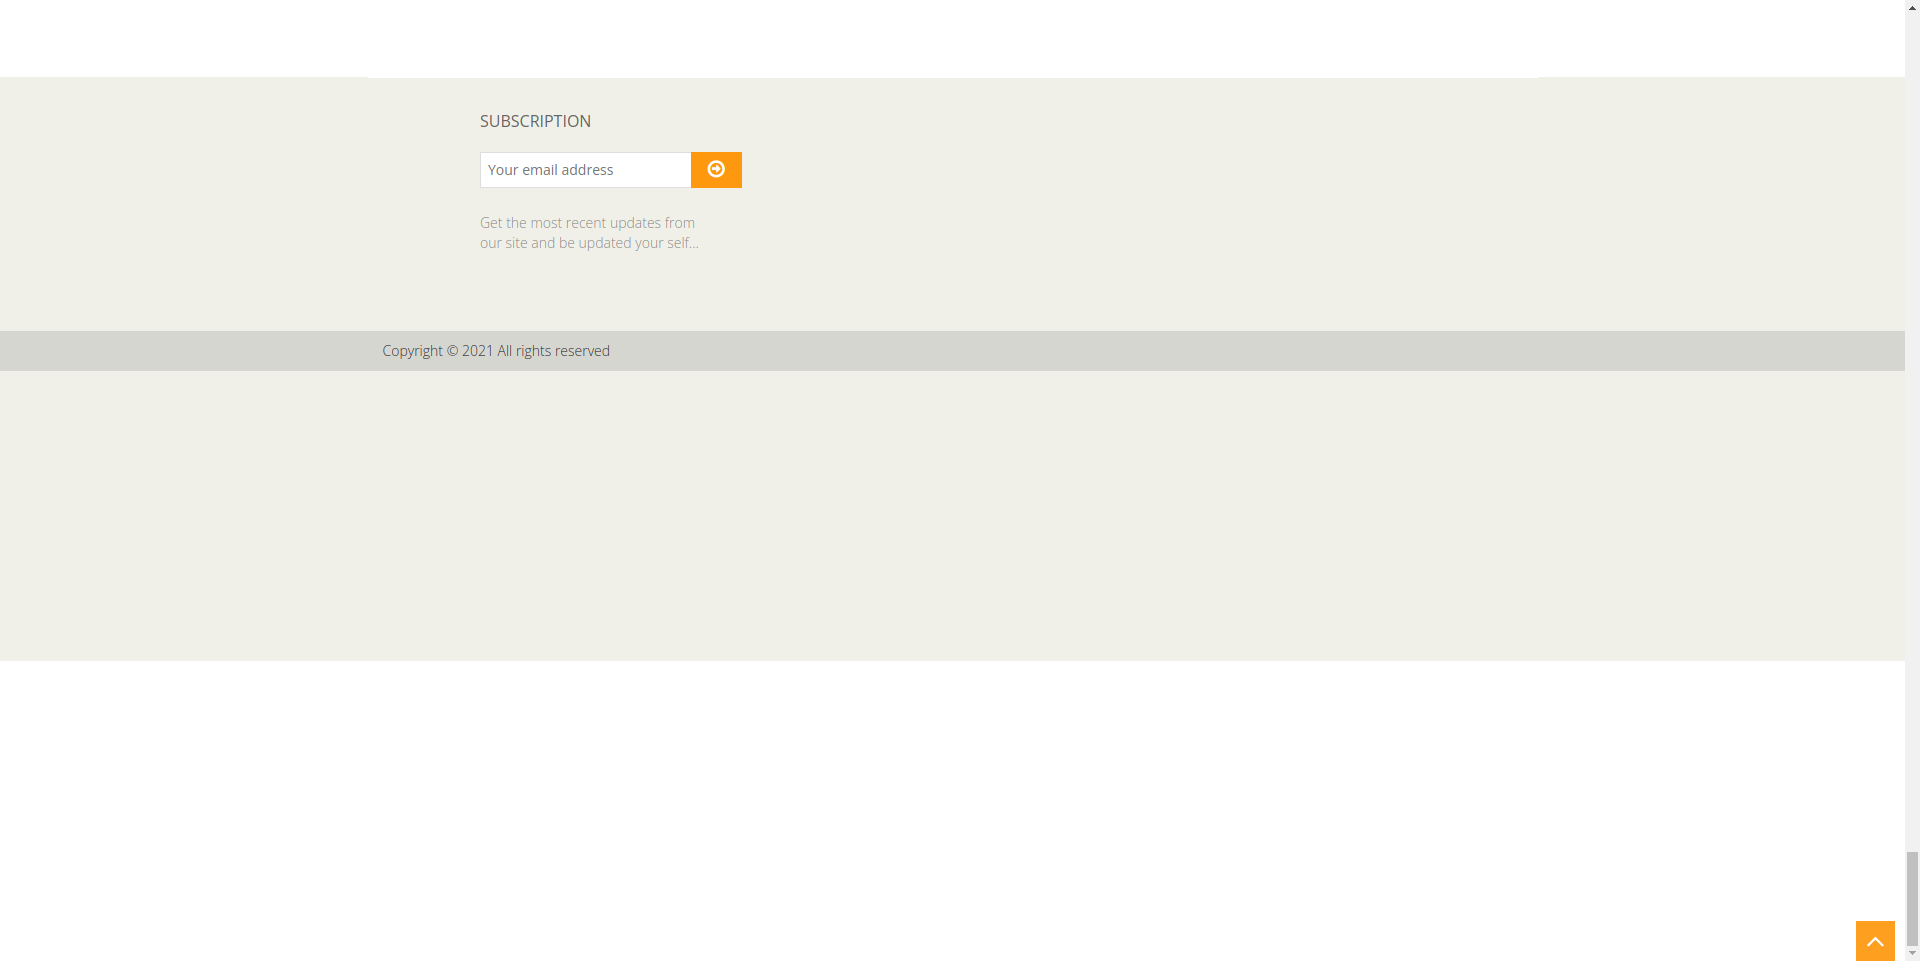 SUBSCRIPTION
Your email address
Get the most recent updates from
our site and be updated your self...
Copyright © 2021 All rights reserved